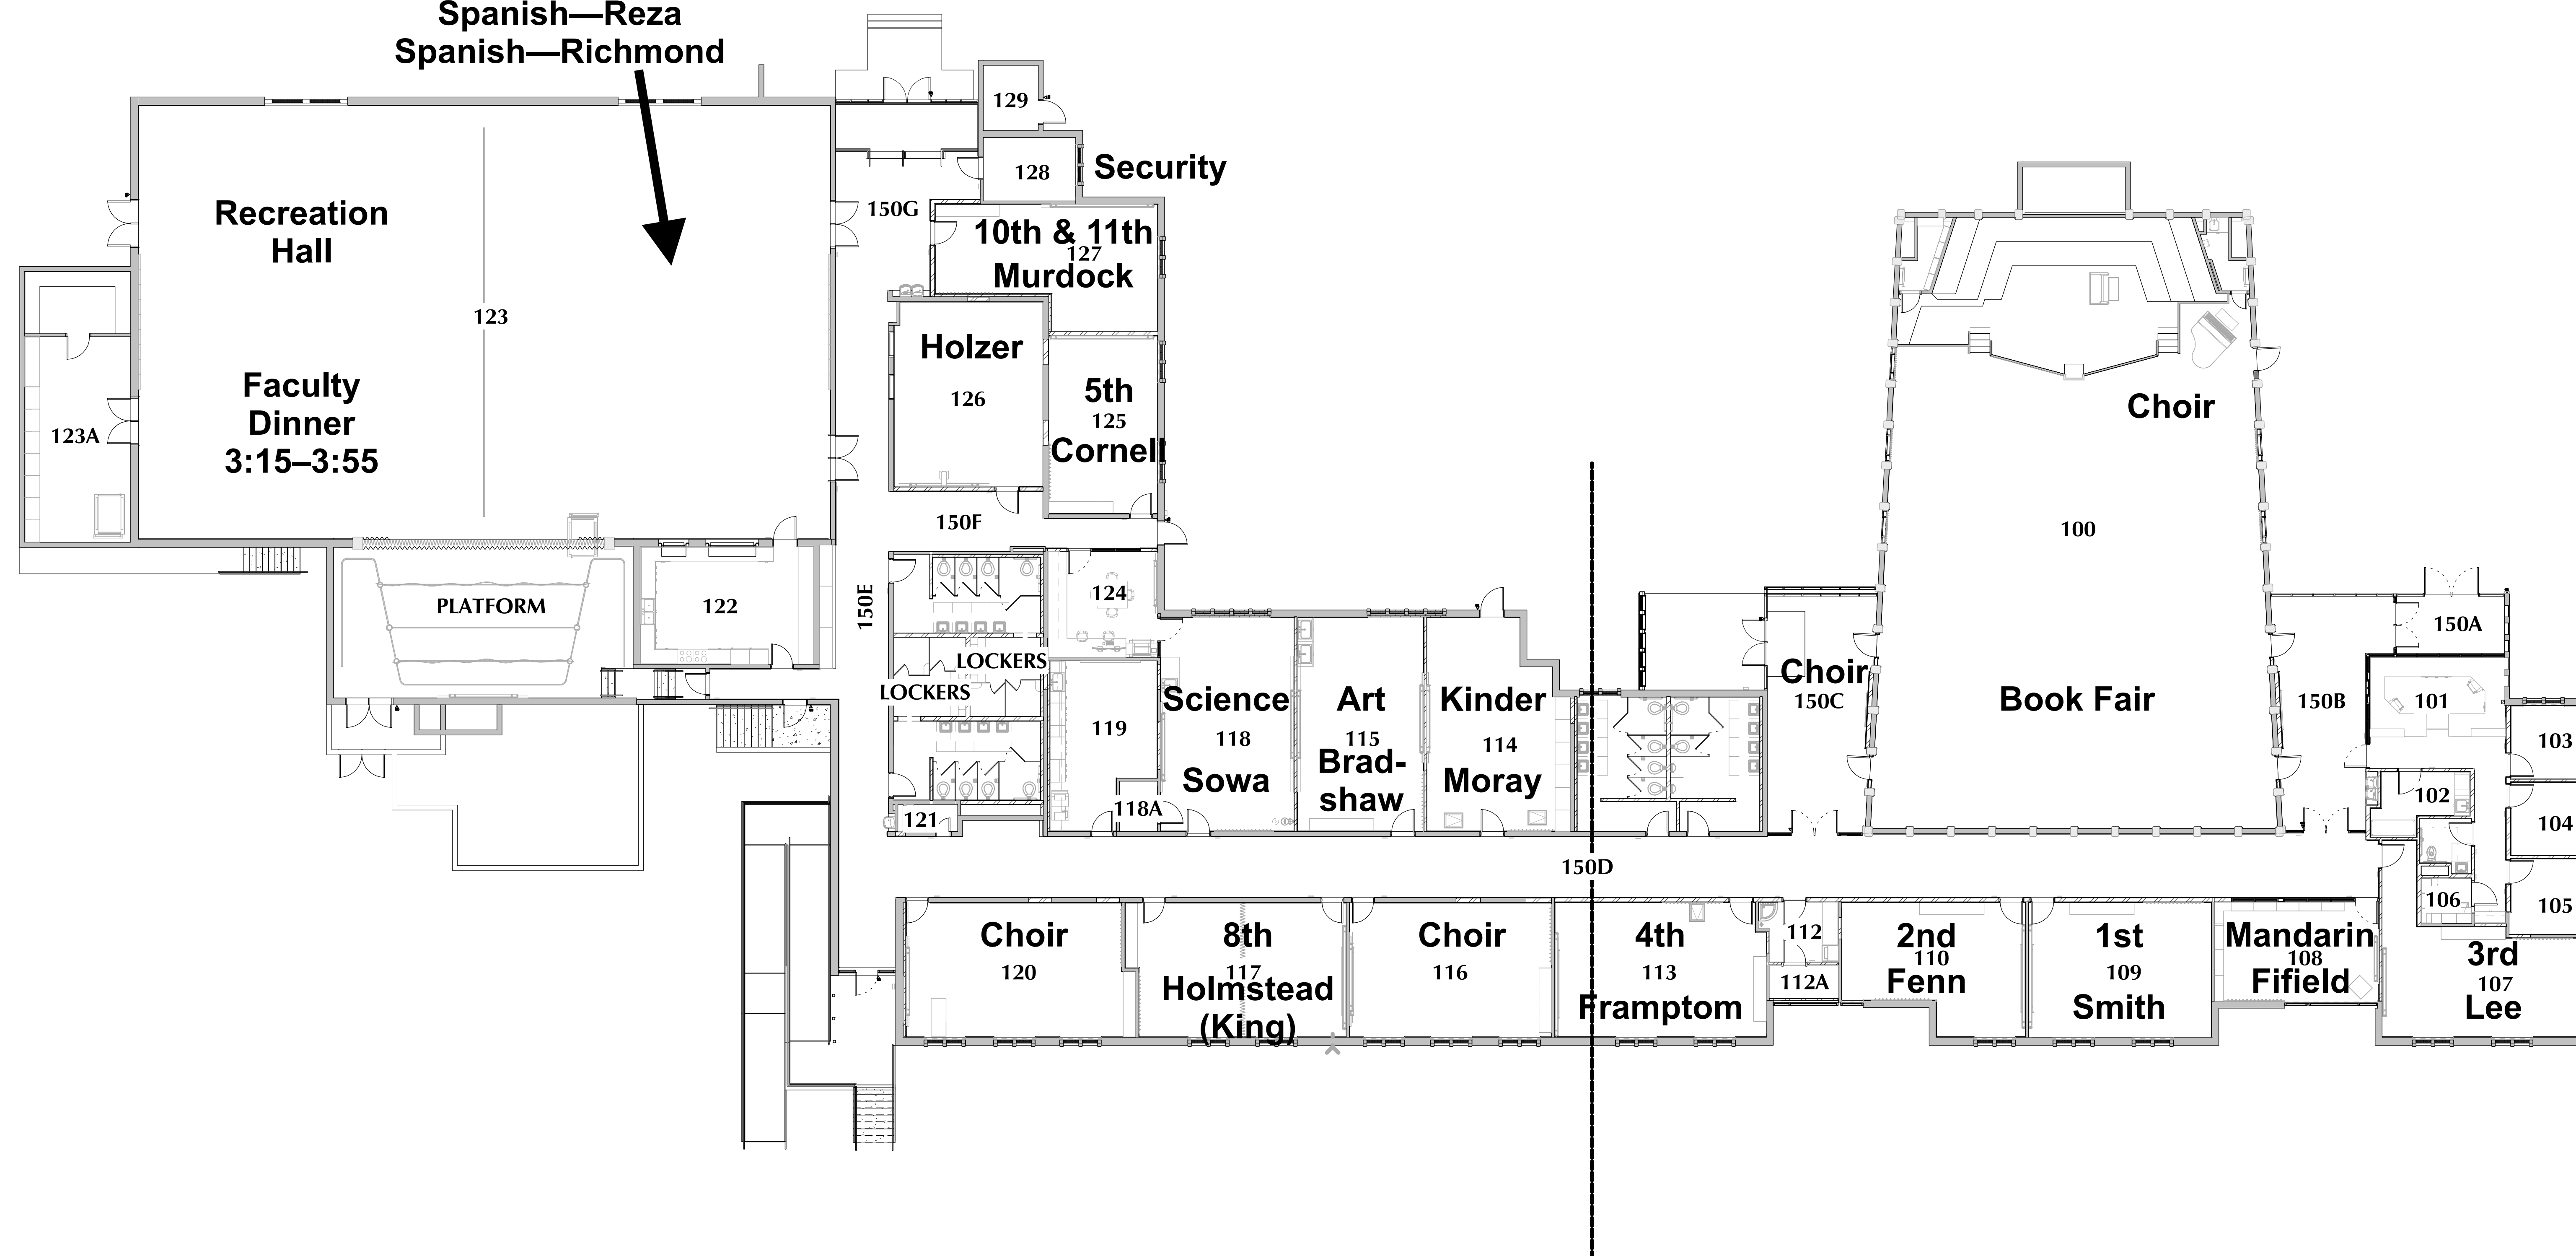 Spanish—Reza
Spanish—Richmond
129
128
Security
150G
10th & 11th
127
Murdock
Recreation
Hall
123
Faculty
Dinner
3:15–3:55
123A
Holzer
126
5th
125
Cornell
Choir
100
Book Fair
150F
PLATFORM
122
150E
124
LOCKERS
LOCKERS
119
118A
121
Science
118
Sowa
Art
115
Brad-
shaw
Kinder
114
Moray
Choir
150C
150A
150B
101
102
103
104
105
106
150D
Choir
120
8th
117
Holmstead
(King)
Choir
116
4th
113
Framptom
112
112A
2nd
110
Fenn
1st
109
Smith
Mandarin
108
Fifield
3rd
107
Lee